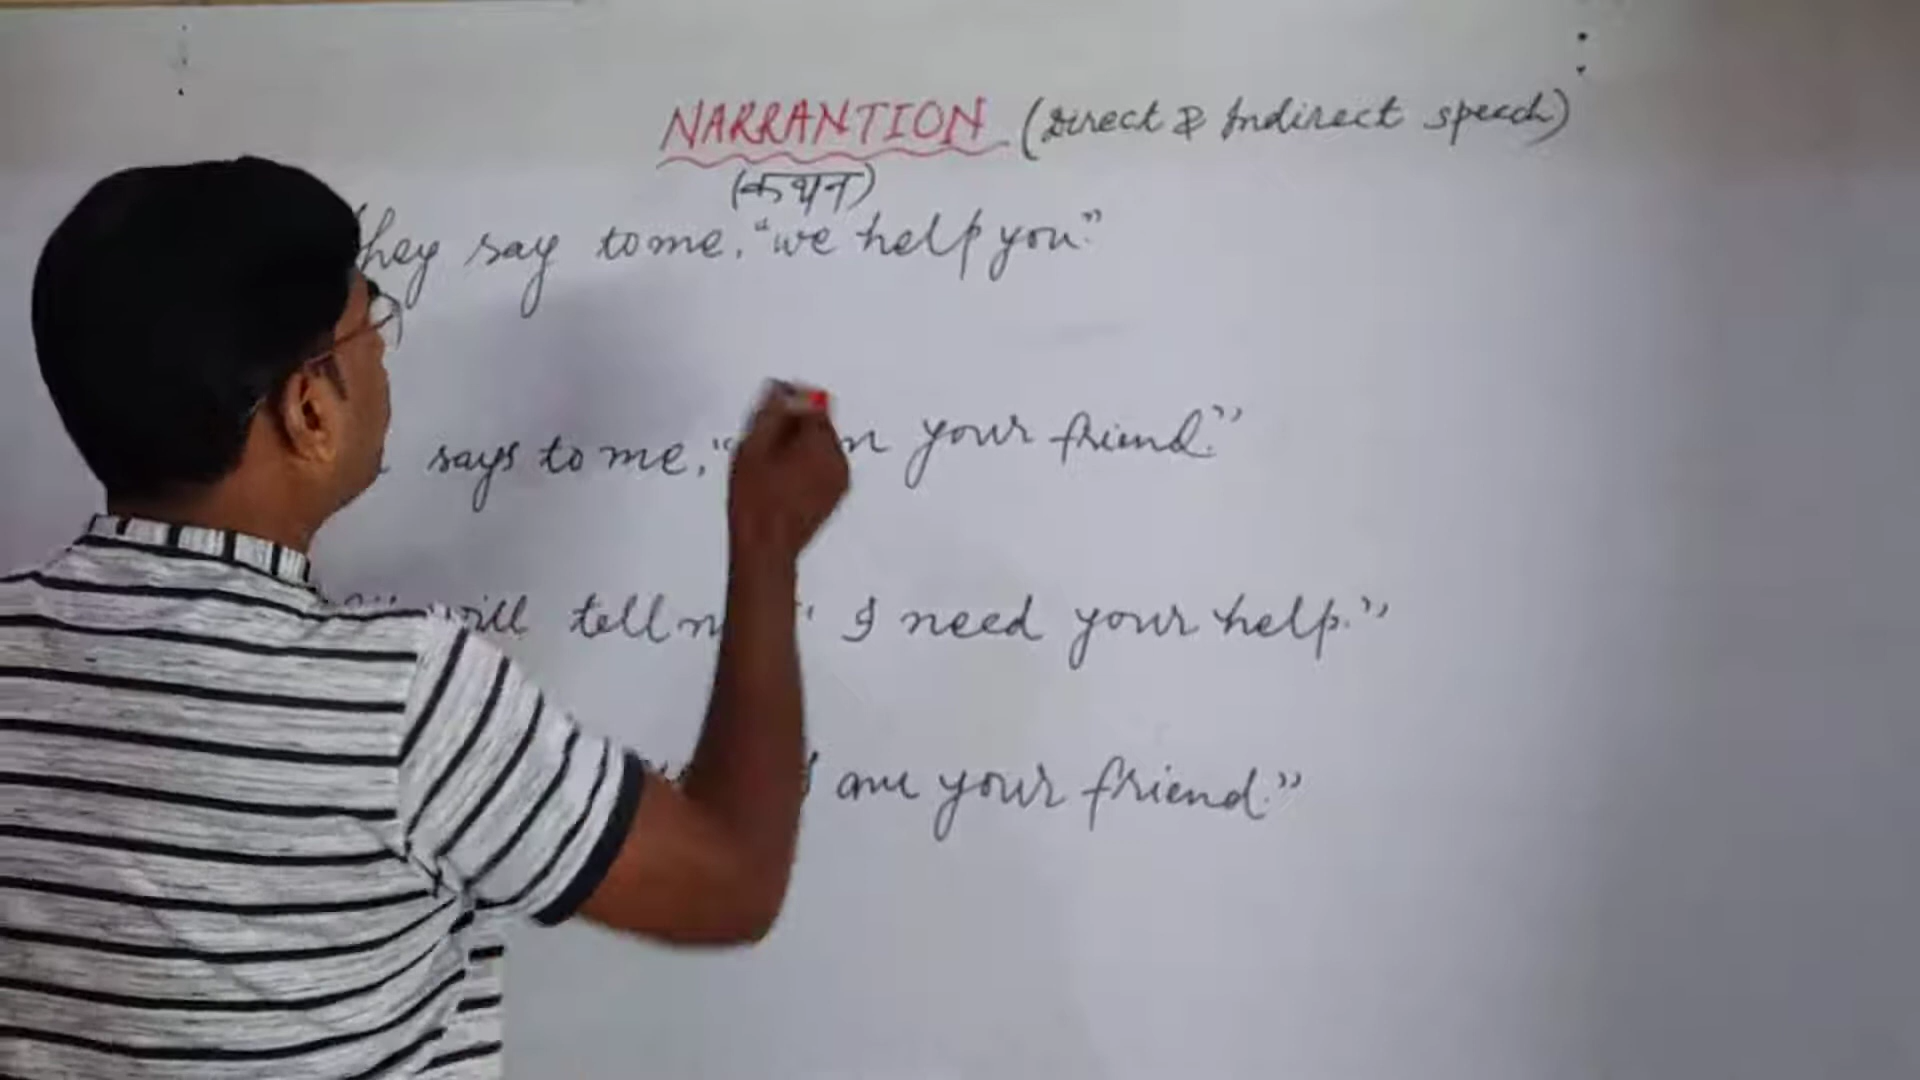 NARRANTION (Direct & Indirect speech)
(कथन)
They say to me, "we help you."
says to me, " your friend."
will tell " I need your help."
I am your friend."